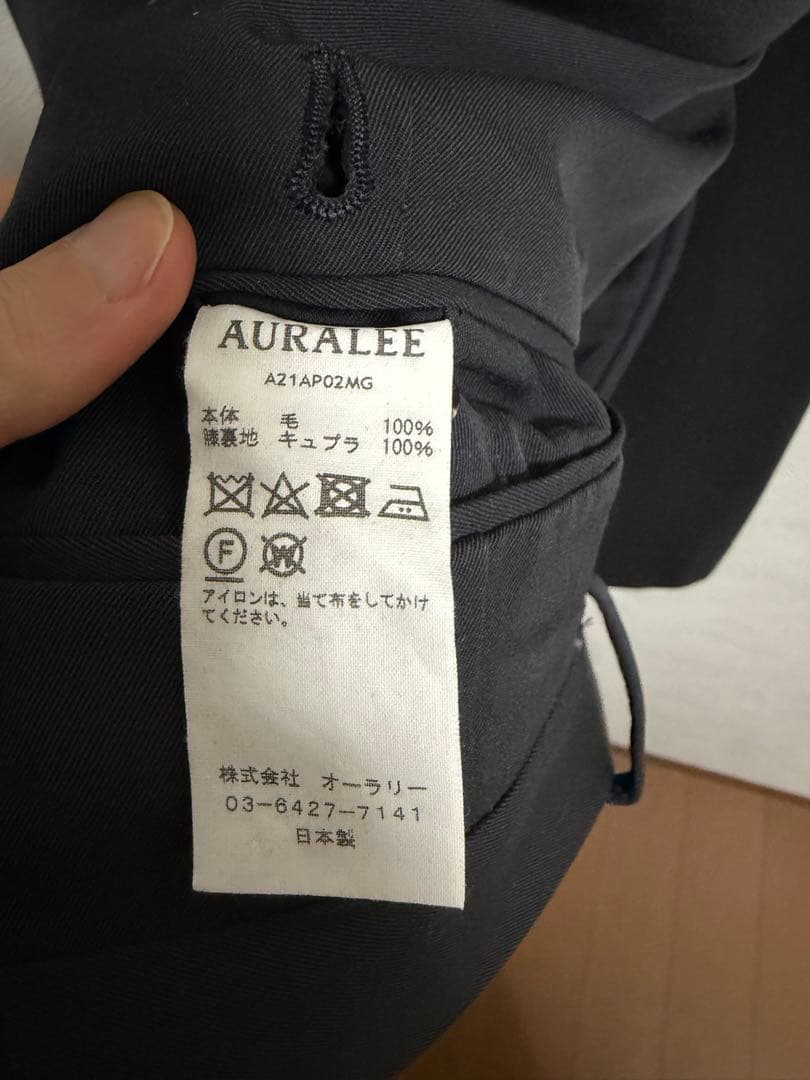 AURALEE
A21AP02MG
本体 毛 100%
膝裏地 キュプラ 100%
F W
アイロンは、当て布をしてかけ
てください。
株式会社 オーラリー
03-6427-7141
日本製